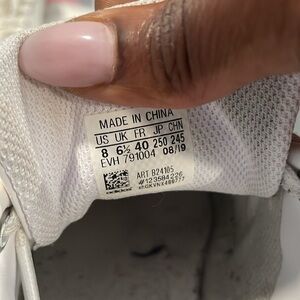 MADE IN CHINA
US UK FR JP CHN
8 6½ 40 250 245
EVH 791004 08/19
ART B24105
#123584226